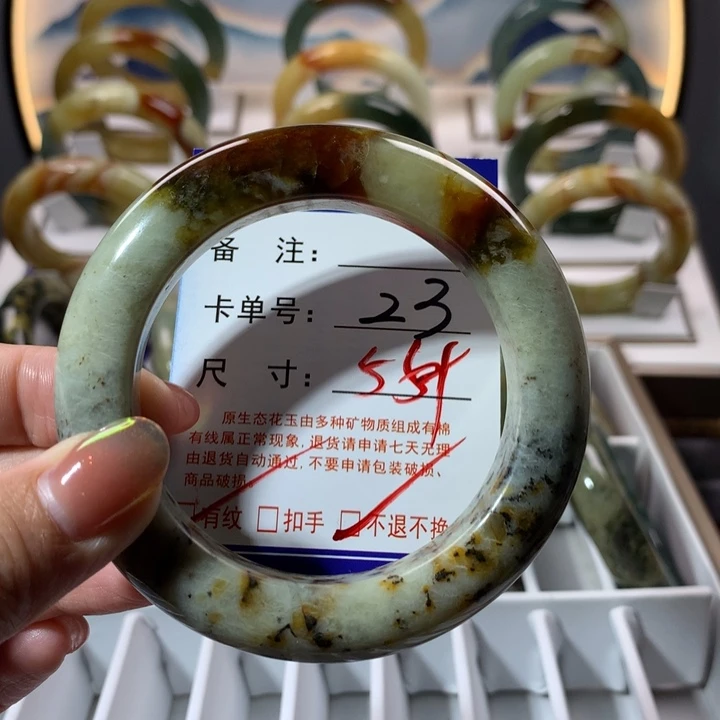 备 注：
卡单号： 23
尺 寸：
原生态花玉由多种矿物质组成有棉
有线属正常现象，退货请申请七天无理
由退货自动通过，不要申请包装破损、
商品破损。
有纹 口扣手 口不退不换